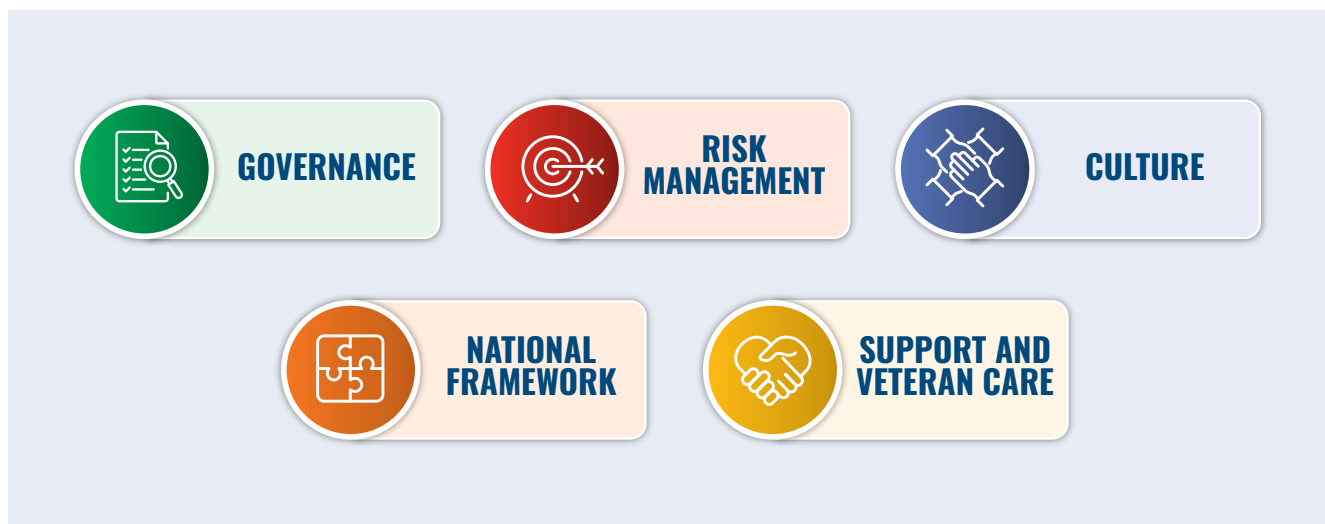 GOVERNANCE
RISK
MANAGEMENT
CULTURE
NATIONAL
FRAMEWORK
SUPPORT AND
VETERAN CARE